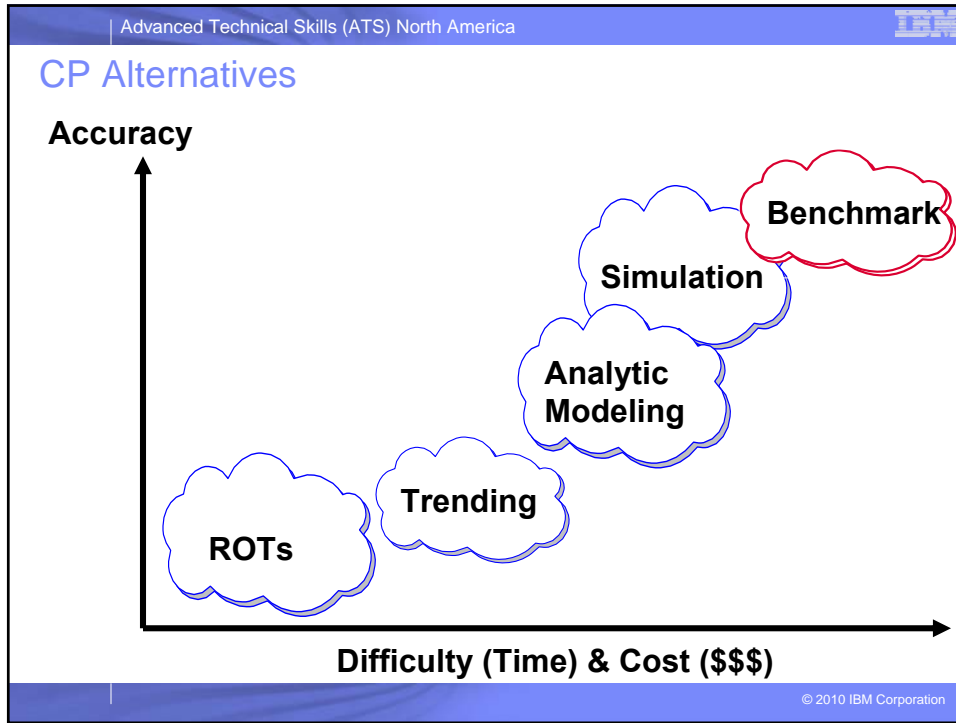 Advanced Technical Skills (ATS) North America
IBM
CP Alternatives
Accuracy
Benchmark
Simulation
Analytic
Modeling
Trending
ROTs
Difficulty (Time) & Cost ($$$)
© 2010 IBM Corporation